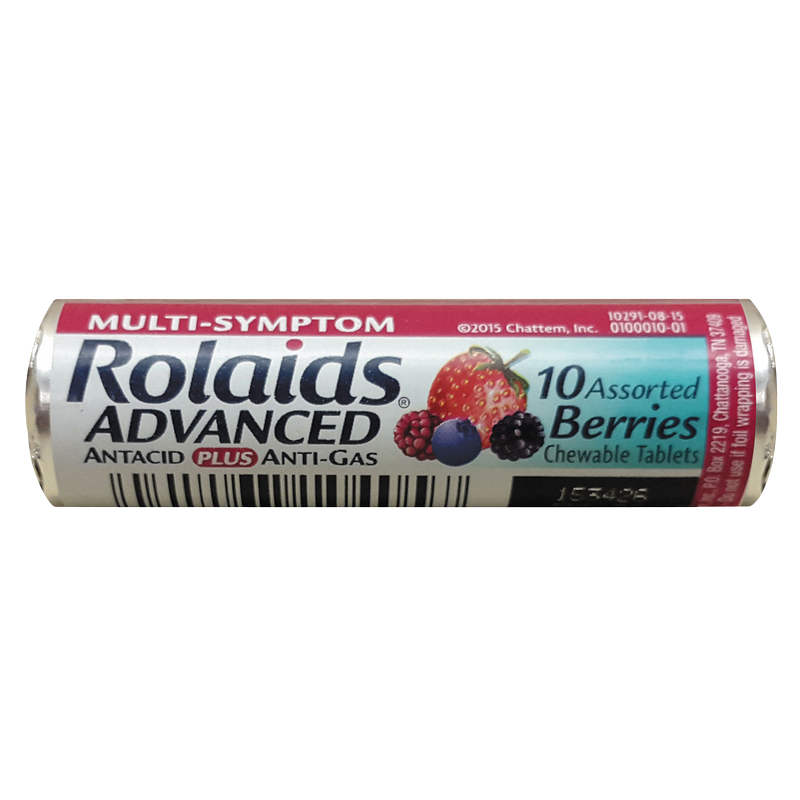 MULTI-SYMPTOM
©2015 Chattem, Inc.
10291-08-15
0100010-01
Rolaids®
ADVANCED
ANTACID PLUS ANTI-GAS
10 Assorted
Berries
Chewable Tablets
P.O. Box 2219, Chattanooga, TN 37409
Do not use if foil wrapping is damaged